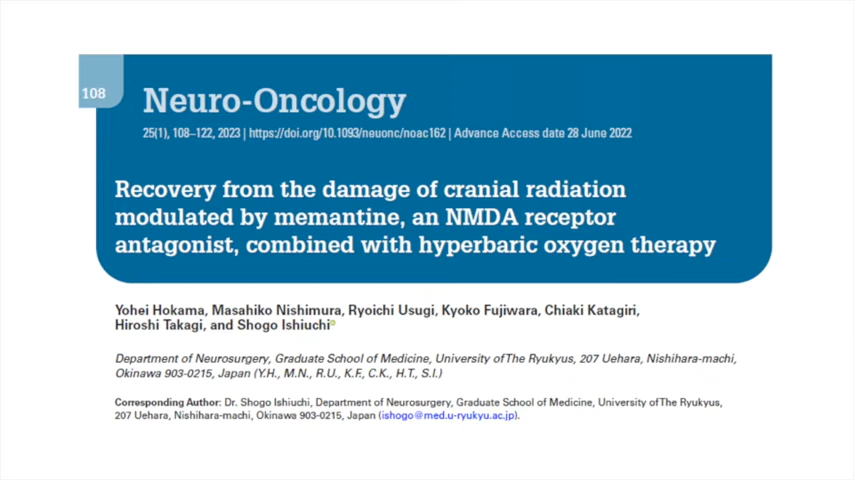 108
Neuro-Oncology
25(1), 108–122, 2023 | https://doi.org/10.1093/neuonc/noac162 | Advance Access date 28 June 2022
Recovery from the damage of cranial radiation
modulated by memantine, an NMDA receptor
antagonist, combined with hyperbaric oxygen therapy
Yohei Hokama, Masahiko Nishimura, Ryoichi Usugi, Kyoko Fujiwara, Chiaki Katagiri,
Hiroshi Takagi, and Shogo Ishiuchi
Department of Neurosurgery, Graduate School of Medicine, University of The Ryukyus, 207 Uehara, Nishihara-machi,
Okinawa 903-0215, Japan (Y.H., M.N., R.U., K.F., C.K., H.T., S.I.)
Corresponding Author: Dr. Shogo Ishiuchi, Department of Neurosurgery, Graduate School of Medicine, University of The Ryukyus,
207 Uehara, Nishihara-machi, Okinawa 903-0215, Japan (ishogo@med.u-ryukyu.ac.jp).